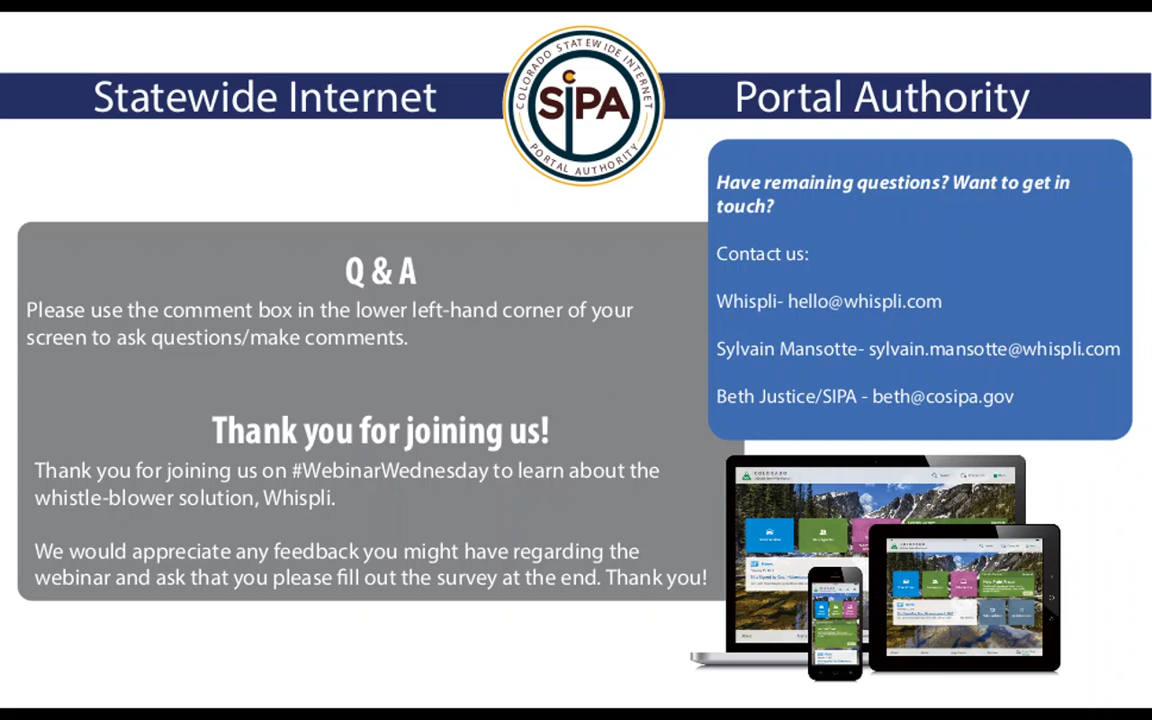 Statewide Internet
Portal Authority
COLORADO STATEWIDE INTERNET
SIPA
PORTAL AUTHORITY
Q & A
Please use the comment box in the lower left-hand corner of your
screen to ask questions/make comments.
Thank you for joining us!
Thank you for joining us on #WebinarWednesday to learn about the
whistle-blower solution, Whispli.
We would appreciate any feedback you might have regarding the
webinar and ask that you please fill out the survey at the end. Thank you!
Have remaining questions? Want to get in
touch?
Contact us:
Whispli- hello@whispli.com
Sylvain Mansotte- sylvain.mansotte@whispli.com
Beth Justice/SIPA - beth@cosipa.gov
COLORADO